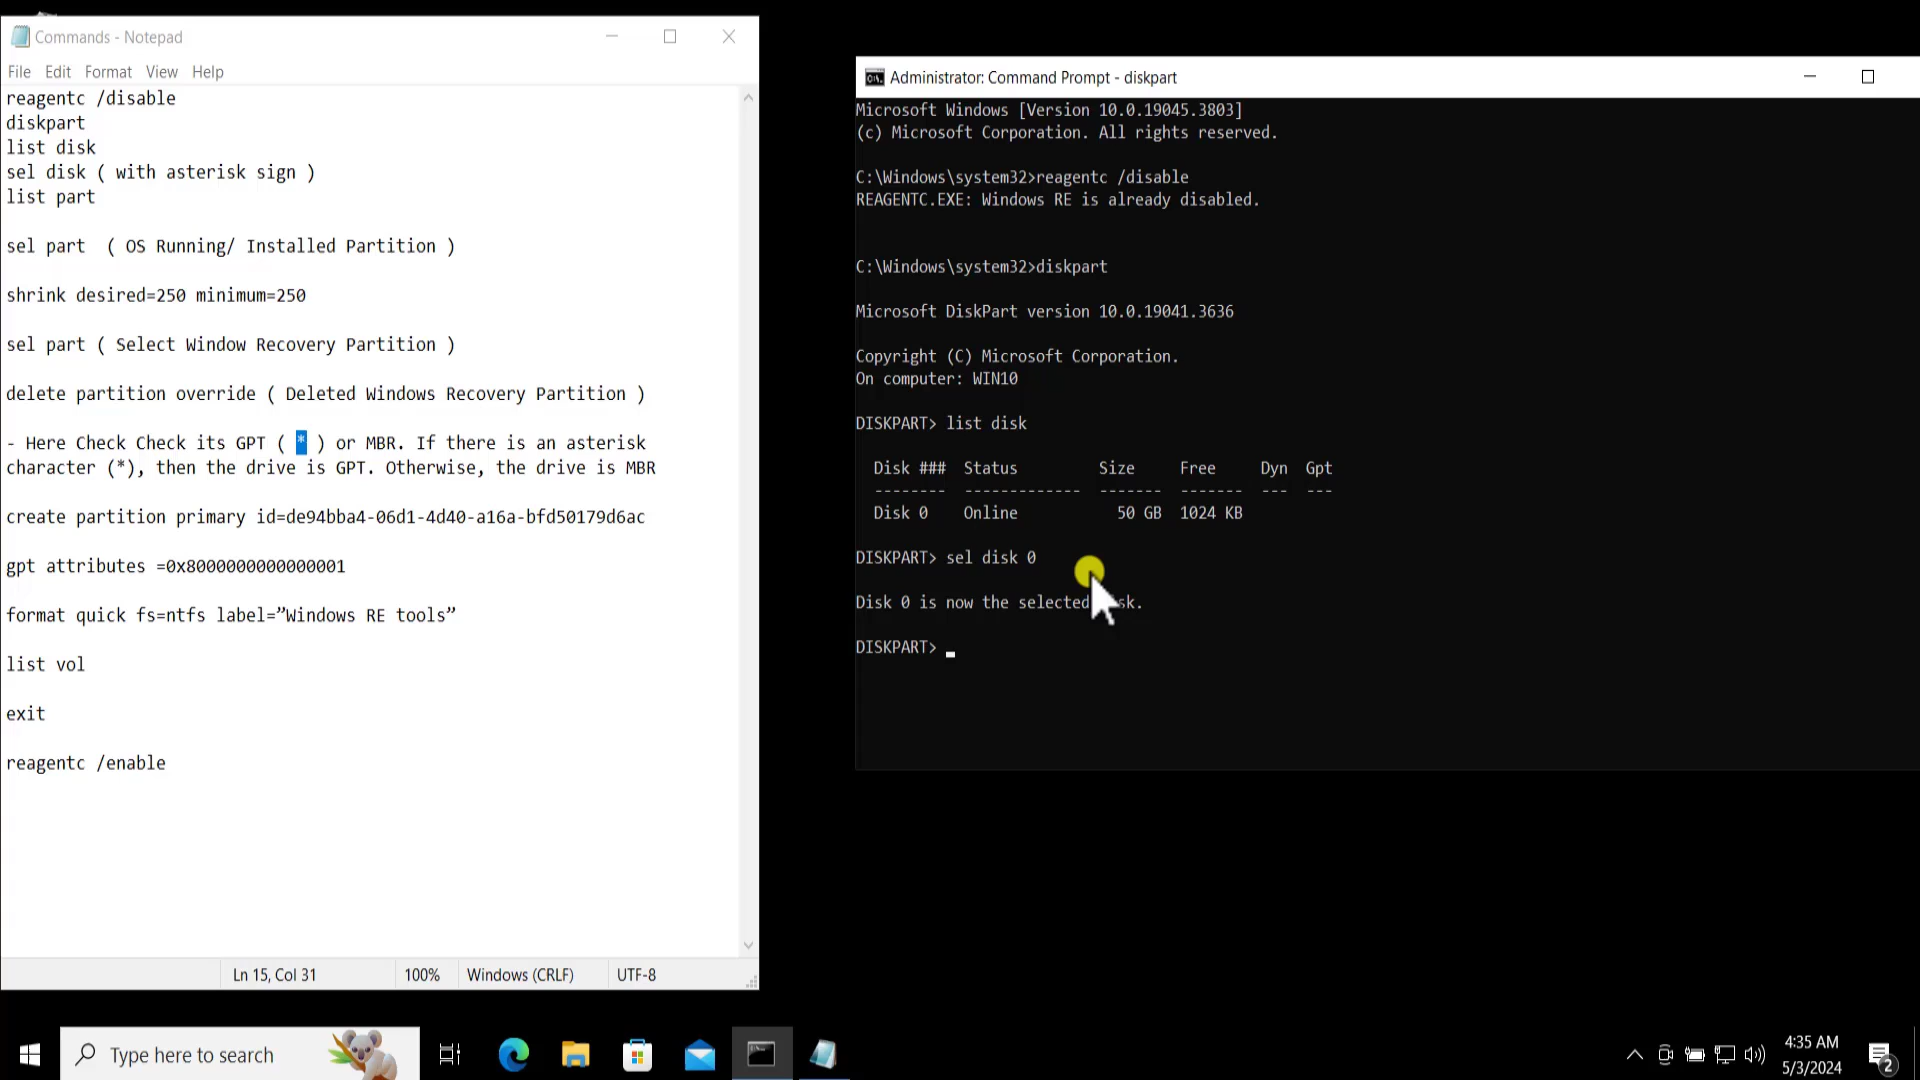 Commands - Notepad
File Edit Format View Help
reagentc /disable
diskpart
list disk
sel disk ( with asterisk sign )
list part
sel part  ( OS Running/ Installed Partition )
shrink desired=250 minimum=250
sel part ( Select Window Recovery Partition )
delete partition override ( Deleted Windows Recovery Partition )
- Here Check Check its GPT ( * ) or MBR. If there is an asterisk
character (*), then the drive is GPT. Otherwise, the drive is MBR
create partition primary id=de94bba4-06d1-4d40-a16a-bfd50179d6ac
gpt attributes =0x8000000000000001
format quick fs=ntfs label=”Windows RE tools”
list vol
exit
reagentc /enable
Ln 15, Col 31 100% Windows (CRLF) UTF-8
Administrator: Command Prompt - diskpart
Microsoft Windows [Version 10.0.19045.3803]
(c) Microsoft Corporation. All rights reserved.
C:\Windows\system32>reagentc /disable
REAGENTC.EXE: Windows RE is already disabled.
C:\Windows\system32>diskpart
Microsoft DiskPart version 10.0.19041.3636
Copyright (C) Microsoft Corporation.
On computer: WIN10
DISKPART> list disk
Disk ###  Status         Size     Free     Dyn  Gpt
--------  -------------  -------  -------  ---  ---
Disk 0    Online           50 GB  1024 KB
DISKPART> sel disk 0
Disk 0 is now the selected disk.
DISKPART>
Type here to search
4:35 AM
5/3/2024
2